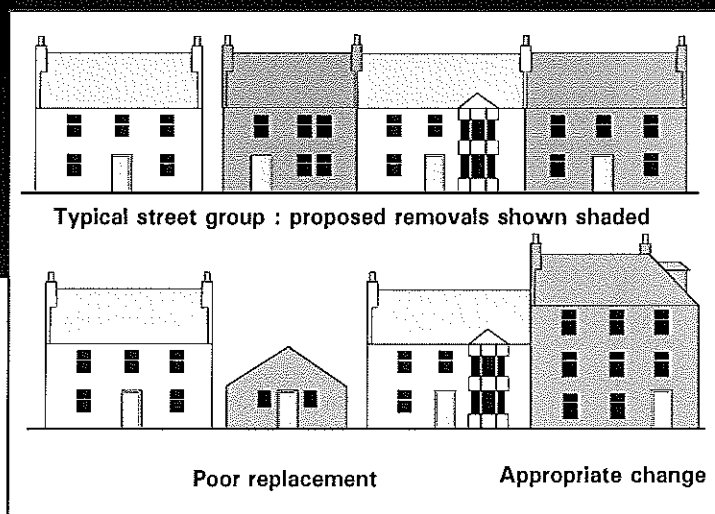 Typical street group : proposed removals shown shaded
Poor replacement
Appropriate change